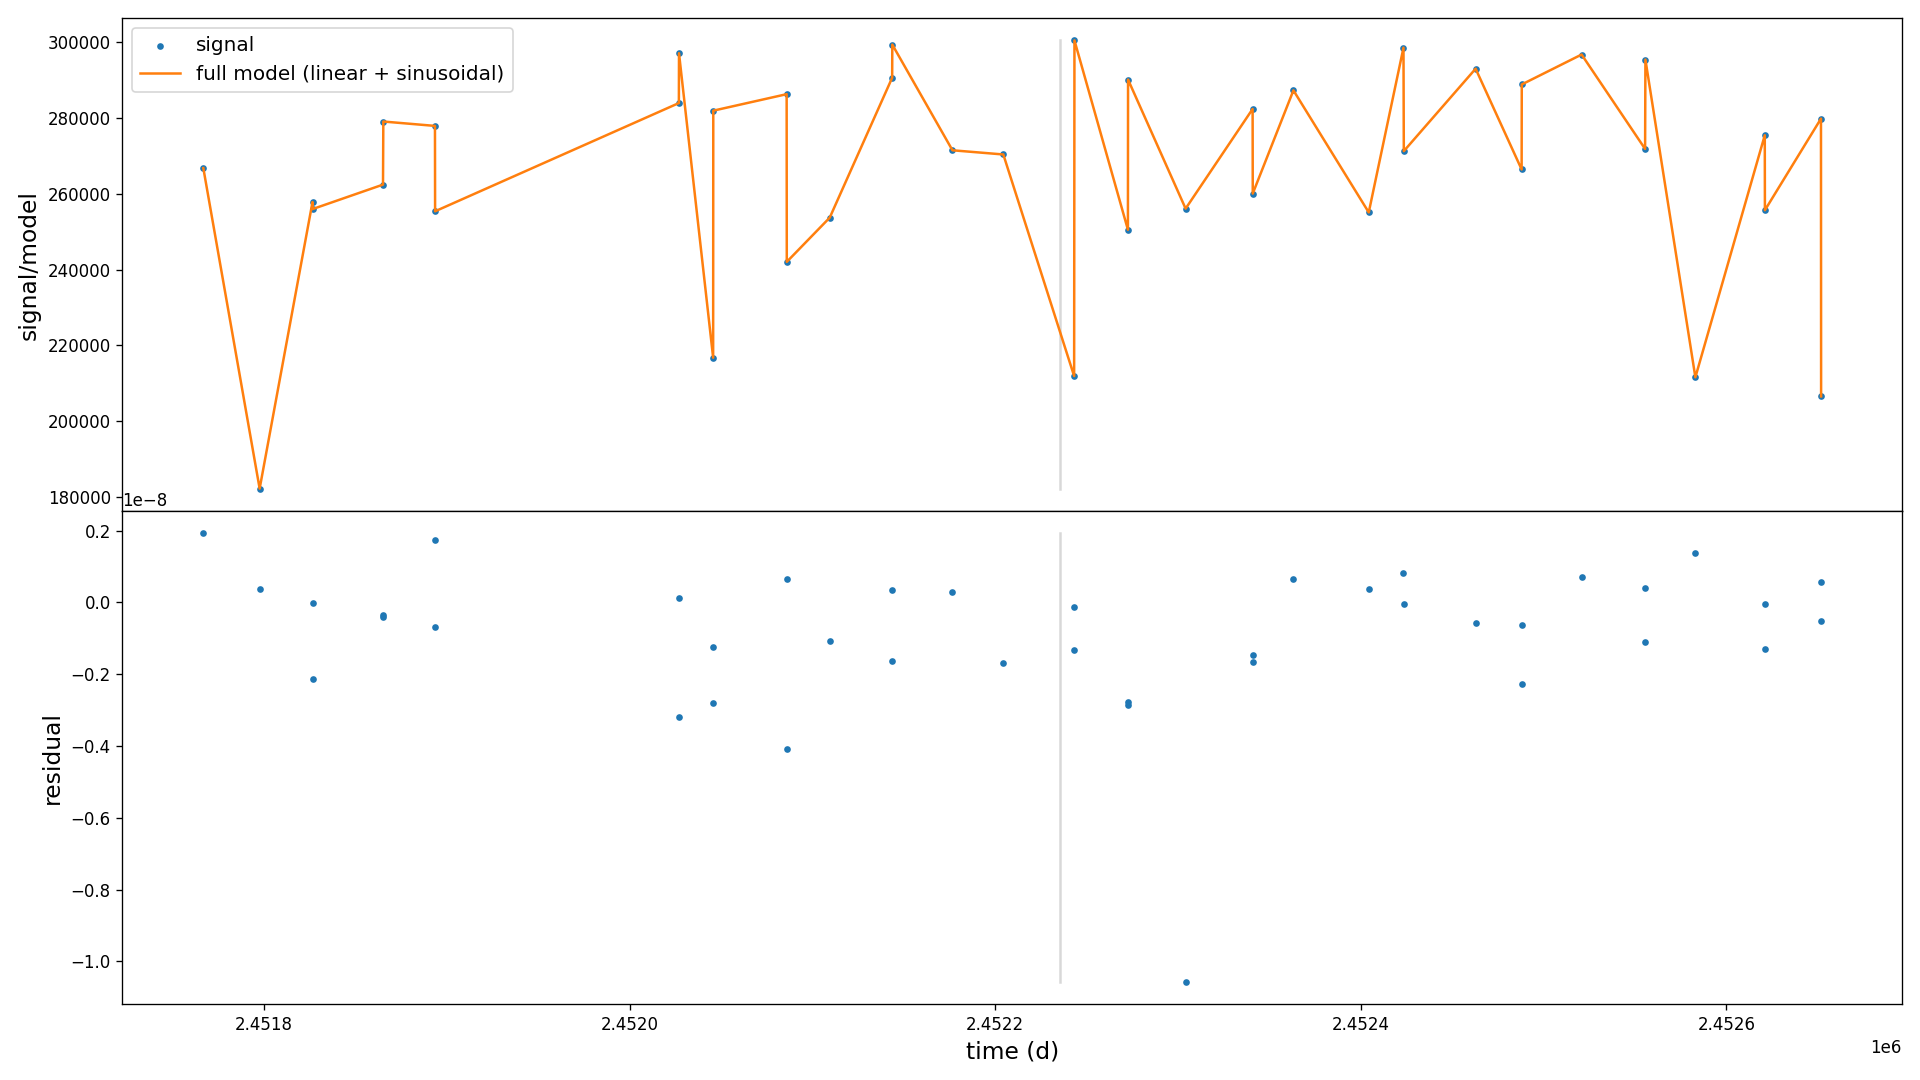 signal
full model (linear + sinusoidal)
300000
280000
260000
240000
220000
200000
180000
signal/model
1e−8
0.2
0.0
−0.2
−0.4
−0.6
−0.8
−1.0
residual
2.4518
2.4520
2.4522
2.4524
2.4526
time (d)
1e6